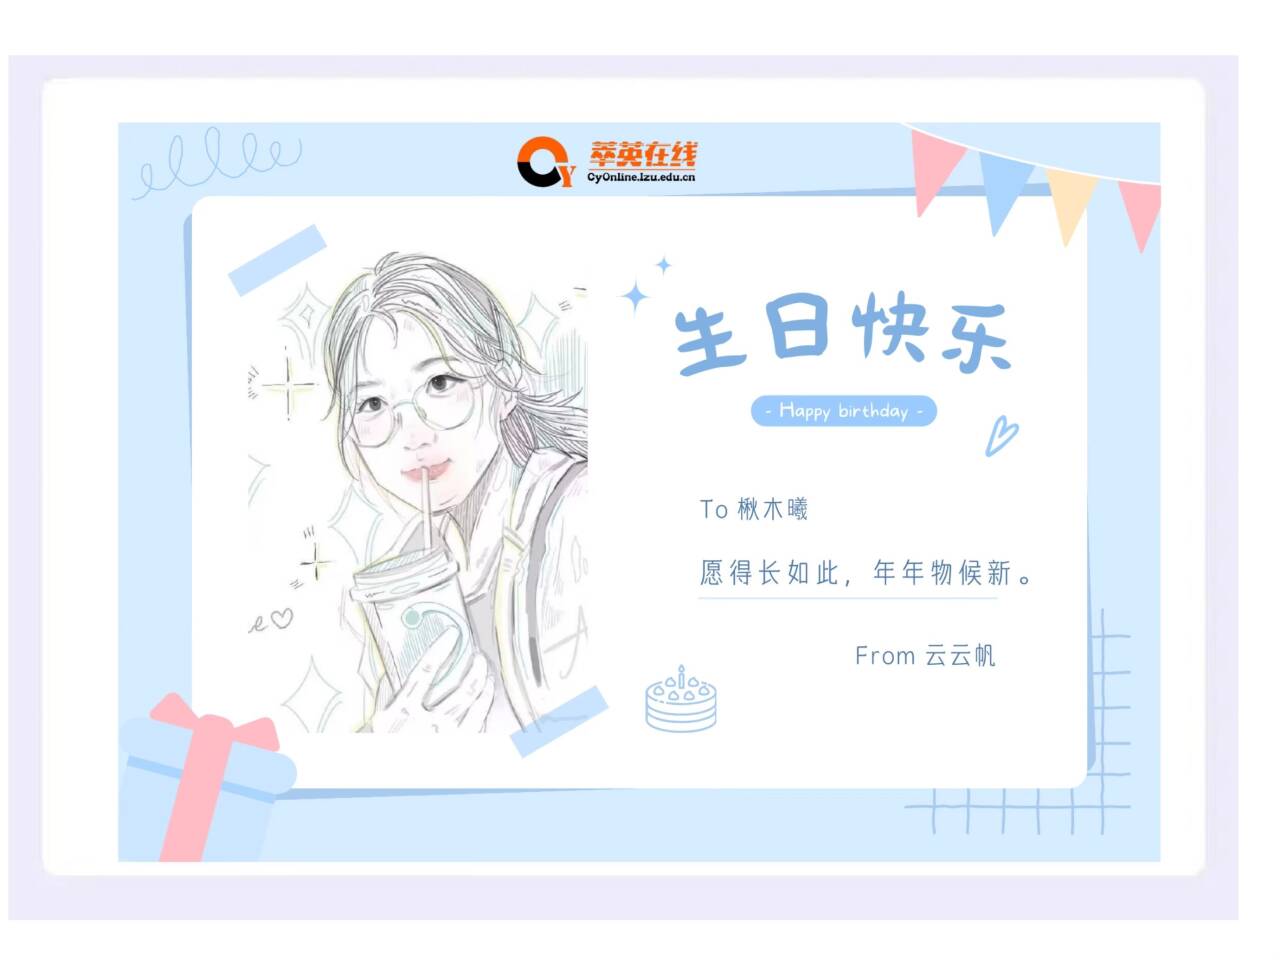 CY 萃英在线
CyOnline.lzu.edu.cn
生日快乐
- Happy birthday -
To 楸木曦
愿得长如此，年年物候新。
From 云云帆